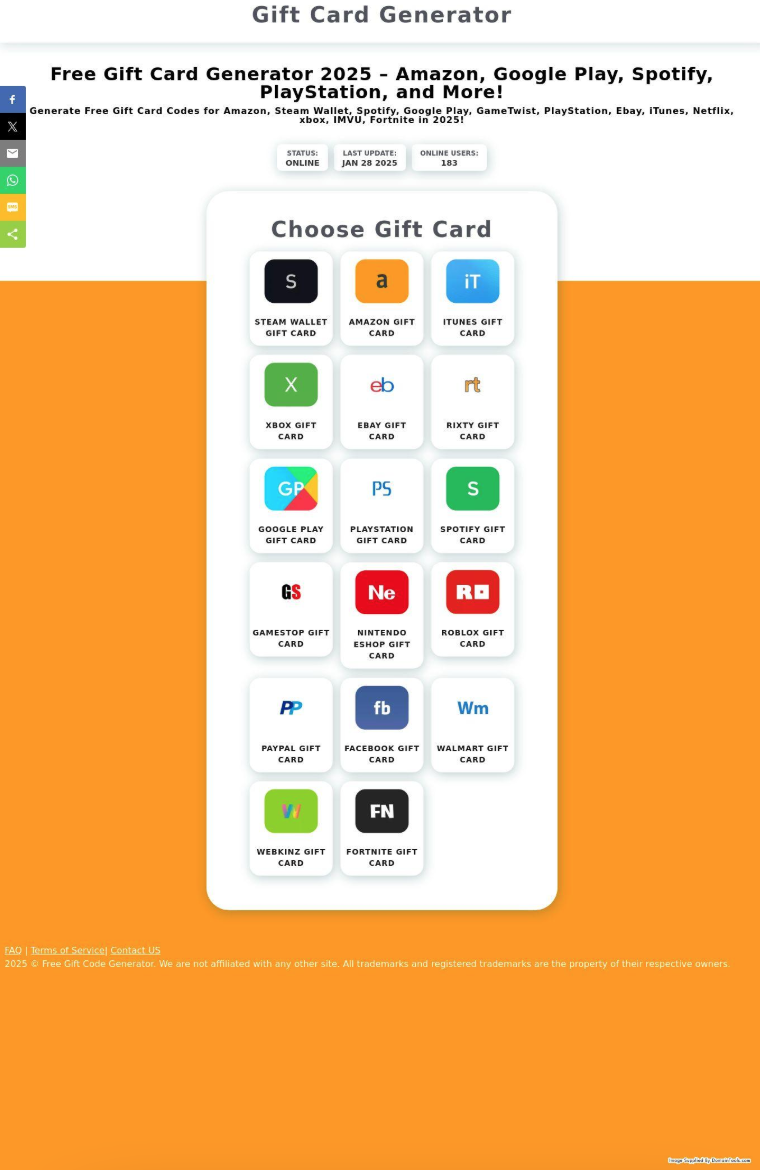 Gift Card Generator
Free Gift Card Generator 2025 – Amazon, Google Play, Spotify,
PlayStation, and More!
Generate Free Gift Card Codes for Amazon, Steam Wallet, Spotify, Google Play, GameTwist, PlayStation, Ebay, iTunes, Netflix,
xbox, IMVU, Fortnite in 2025!
STATUS:
ONLINE
LAST UPDATE:
JAN 28 2025
ONLINE USERS:
183
Choose Gift Card
S
STEAM WALLET
GIFT CARD
a
AMAZON GIFT
CARD
iT
ITUNES GIFT
CARD
X
XBOX GIFT
CARD
eb
EBAY GIFT
CARD
rt
RIXTY GIFT
CARD
GP
GOOGLE PLAY
GIFT CARD
PS
PLAYSTATION
GIFT CARD
S
SPOTIFY GIFT
CARD
GS
GAMESTOP GIFT
CARD
Ne
NINTENDO
ESHOP GIFT
CARD
RO
ROBLOX GIFT
CARD
PP
PAYPAL GIFT
CARD
fb
FACEBOOK GIFT
CARD
Wm
WALMART GIFT
CARD
W
WEBKINZ GIFT
CARD
FN
FORTNITE GIFT
CARD
FAQ | Terms of Service| Contact US
2025 © Free Gift Code Generator. We are not affiliated with any other site. All trademarks and registered trademarks are the property of their respective owners.
Image Supplied By DomainTools.com